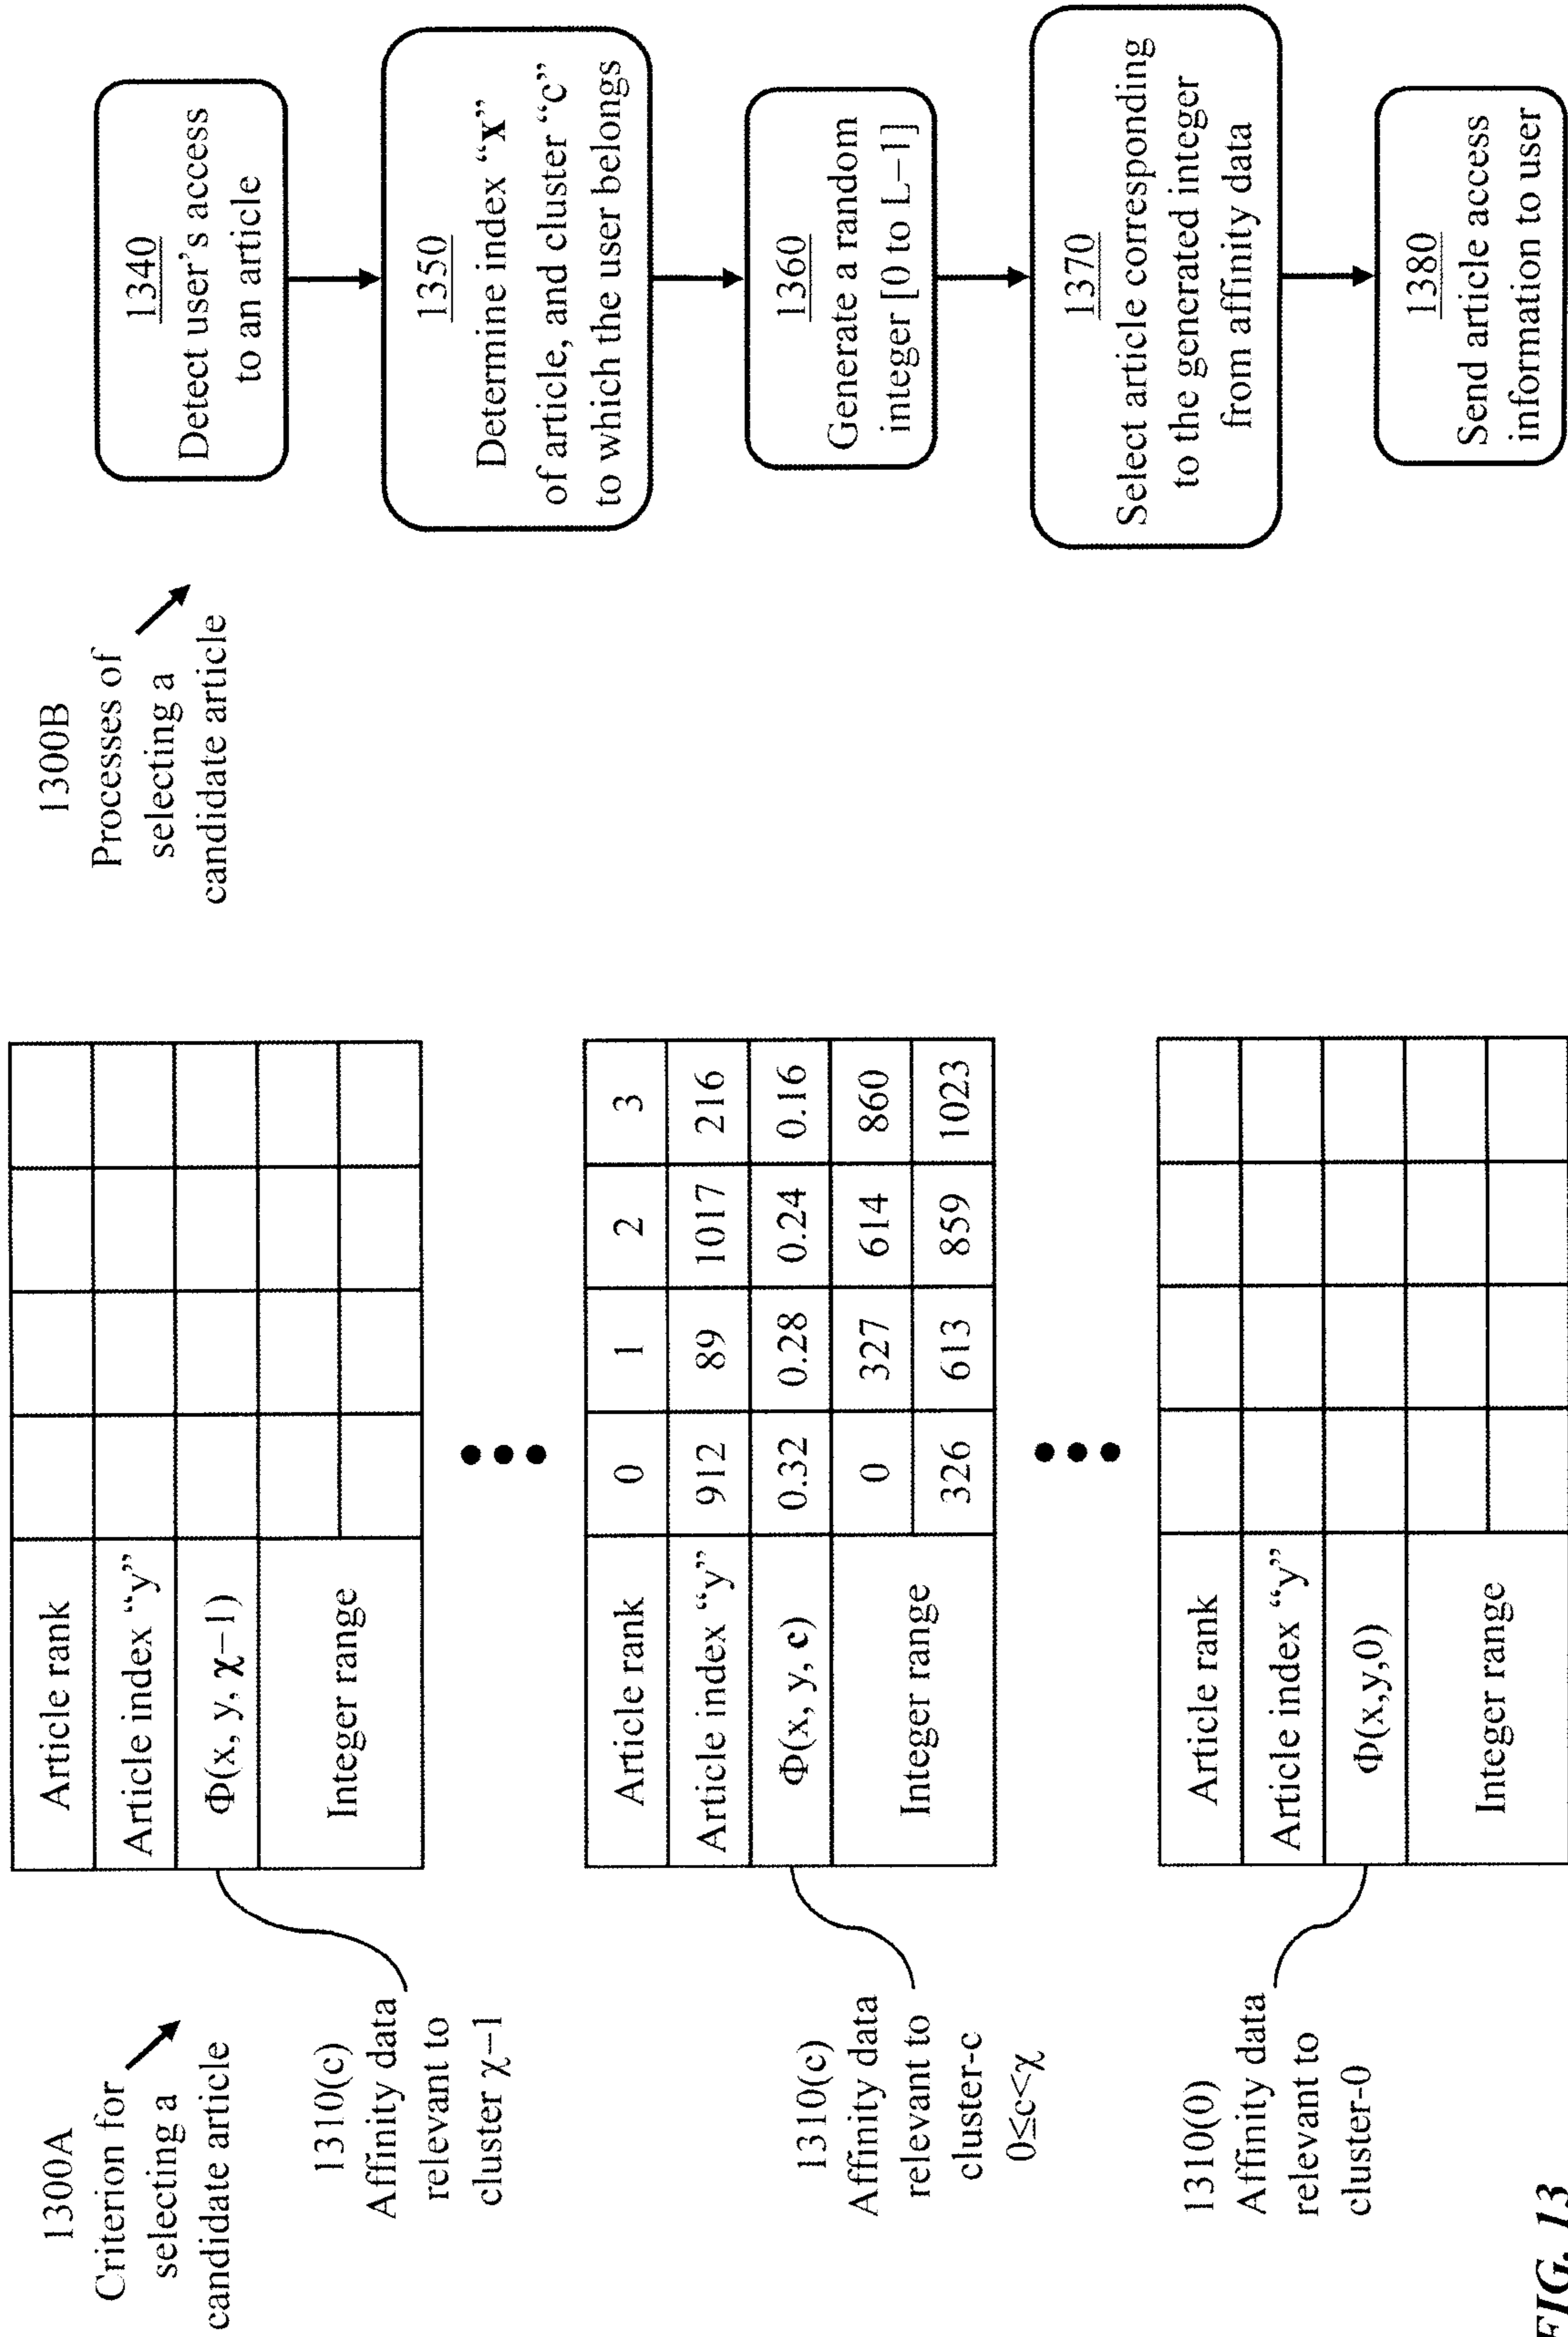 1300A
Criterion for
selecting a
candidate article
1310(c)
Affinity data
relevant to
cluster χ−1
Article rank
Article index “y”
Φ(x, y, χ−1)
Integer range
1310(c)
Affinity data
relevant to
cluster-c
0≤c<χ
Article rank 0 1 2 3
Article index “y” 912 89 1017 216
Φ(x, y, c) 0.32 0.28 0.24 0.16
Integer range 0 327 614 860
326 613 859 1023
1310(0)
Affinity data
relevant to
cluster-0
Article rank
Article index “y”
Φ(x,y,0)
Integer range
1300B
Processes of
selecting a
candidate article
1340
Detect user’s access
to an article
1350
Determine index “x”
of article, and cluster “c”
to which the user belongs
1360
Generate a random
integer [0 to L−1]
1370
Select article corresponding
to the generated integer
from affinity data
1380
Send article access
information to user
FIG. 13